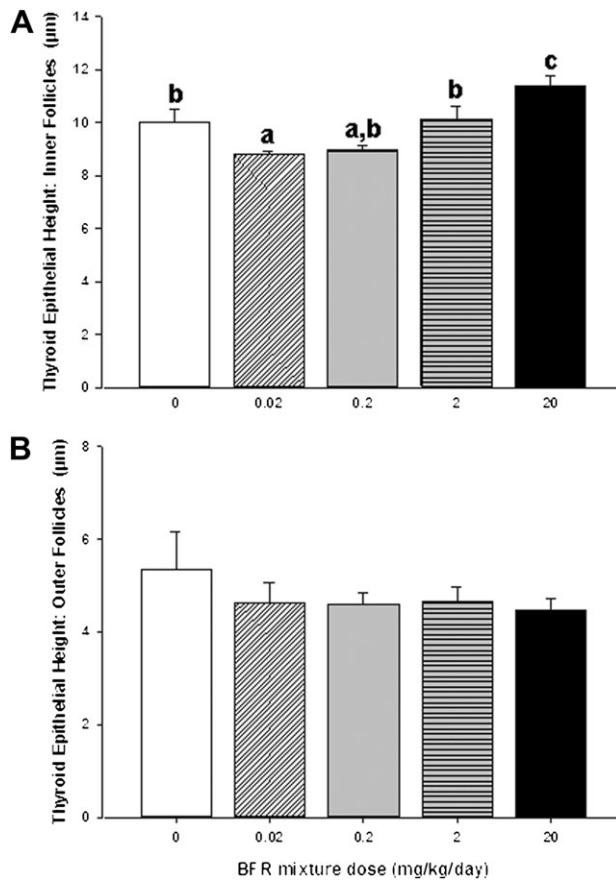 A
Thyroid Epithelial Height: Inner Follicles (µm)
14
12
10
8
6
4
2
0
b
a
a,b
b
c
0 0.02 0.2 2 20
B
Thyroid Epithelial Height: Outer Follicles (µm)
8
6
4
2
0
0 0.02 0.2 2 20
BFR mixture dose (mg/kg/day)